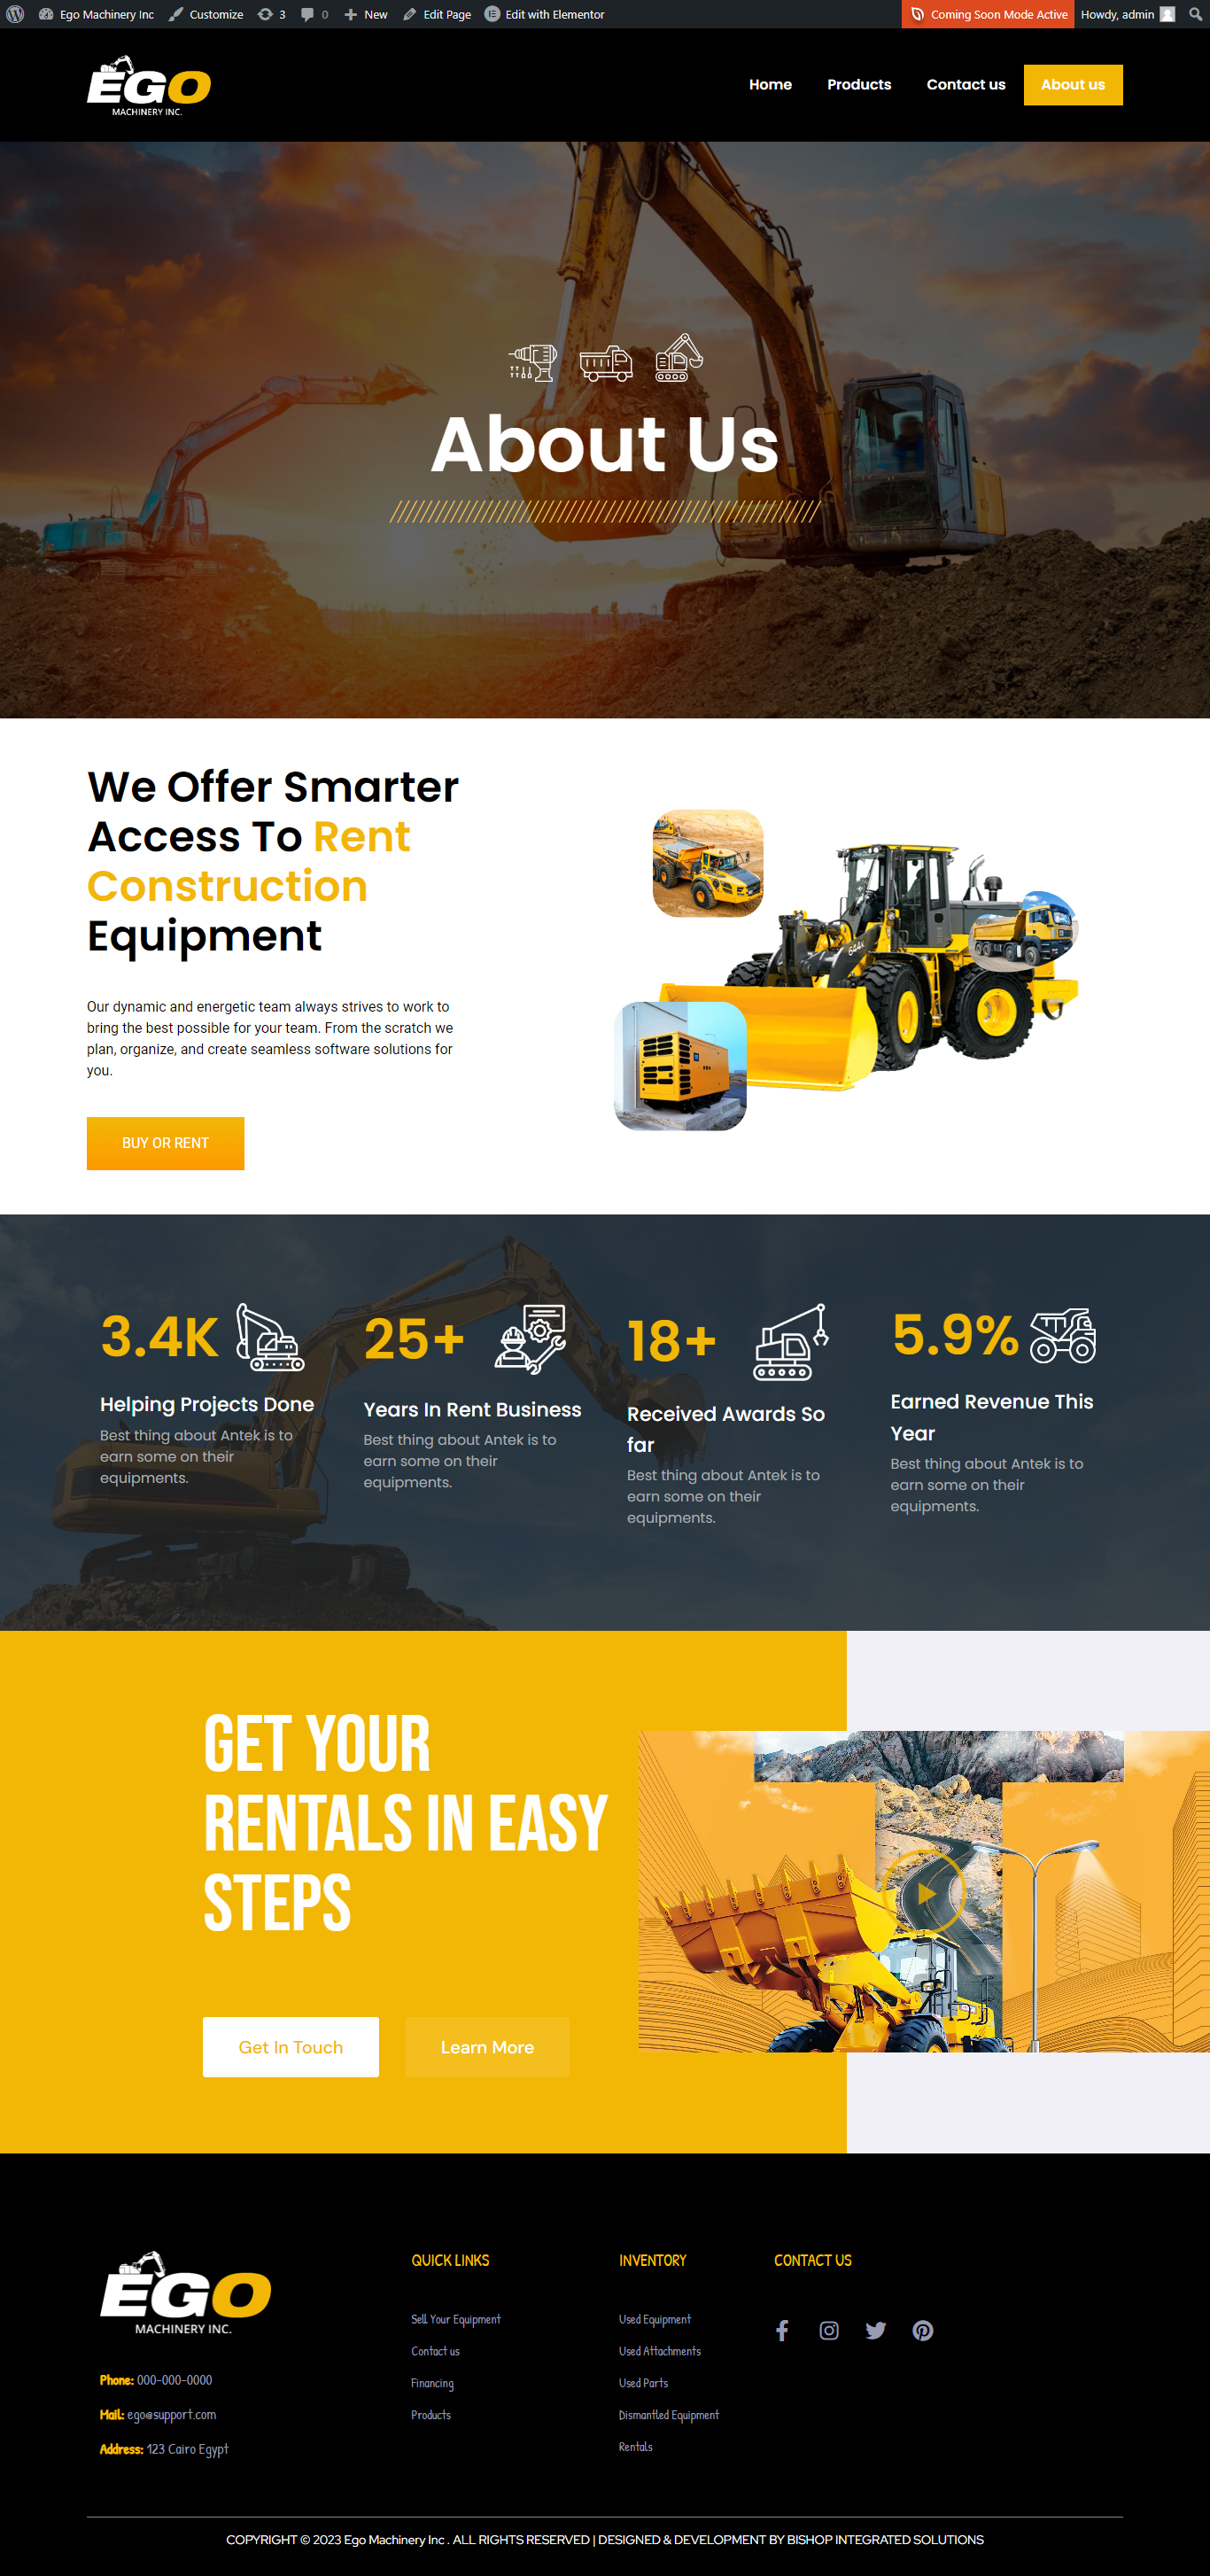 Ego Machinery Inc Customize 3 0 New Edit Page Edit with Elementor Coming Soon Mode Active Howdy, admin
EGO
MACHINERY INC.
Home Products Contact us About us
About Us
We Offer Smarter
Access To Rent
Construction
Equipment
Our dynamic and energetic team always strives to work to
bring the best possible for your team. From the scratch we
plan, organize, and create seamless software solutions for
you.
BUY OR RENT
644K
3.4K
Helping Projects Done
Best thing about Antek is to
earn some on their
equipments.
25+
Years In Rent Business
Best thing about Antek is to
earn some on their
equipments.
18+
Received Awards So
far
Best thing about Antek is to
earn some on their
equipments.
5.9%
Earned Revenue This
Year
Best thing about Antek is to
earn some on their
equipments.
GET YOUR
RENTALS IN EASY
STEPS
Get In Touch
Learn More
EGO
MACHINERY INC.
Phone: 000-000-0000
Mail: ego@support.com
Address: 123 Cairo Egypt
QUICK LINKS
Sell Your Equipment
Contact us
Financing
Products
INVENTORY
Used Equipment
Used Attachments
Used Parts
Dismantled Equipment
Rentals
CONTACT US
COPYRIGHT © 2023 Ego Machinery Inc . ALL RIGHTS RESERVED | DESIGNED & DEVELOPMENT BY BISHOP INTEGRATED SOLUTIONS